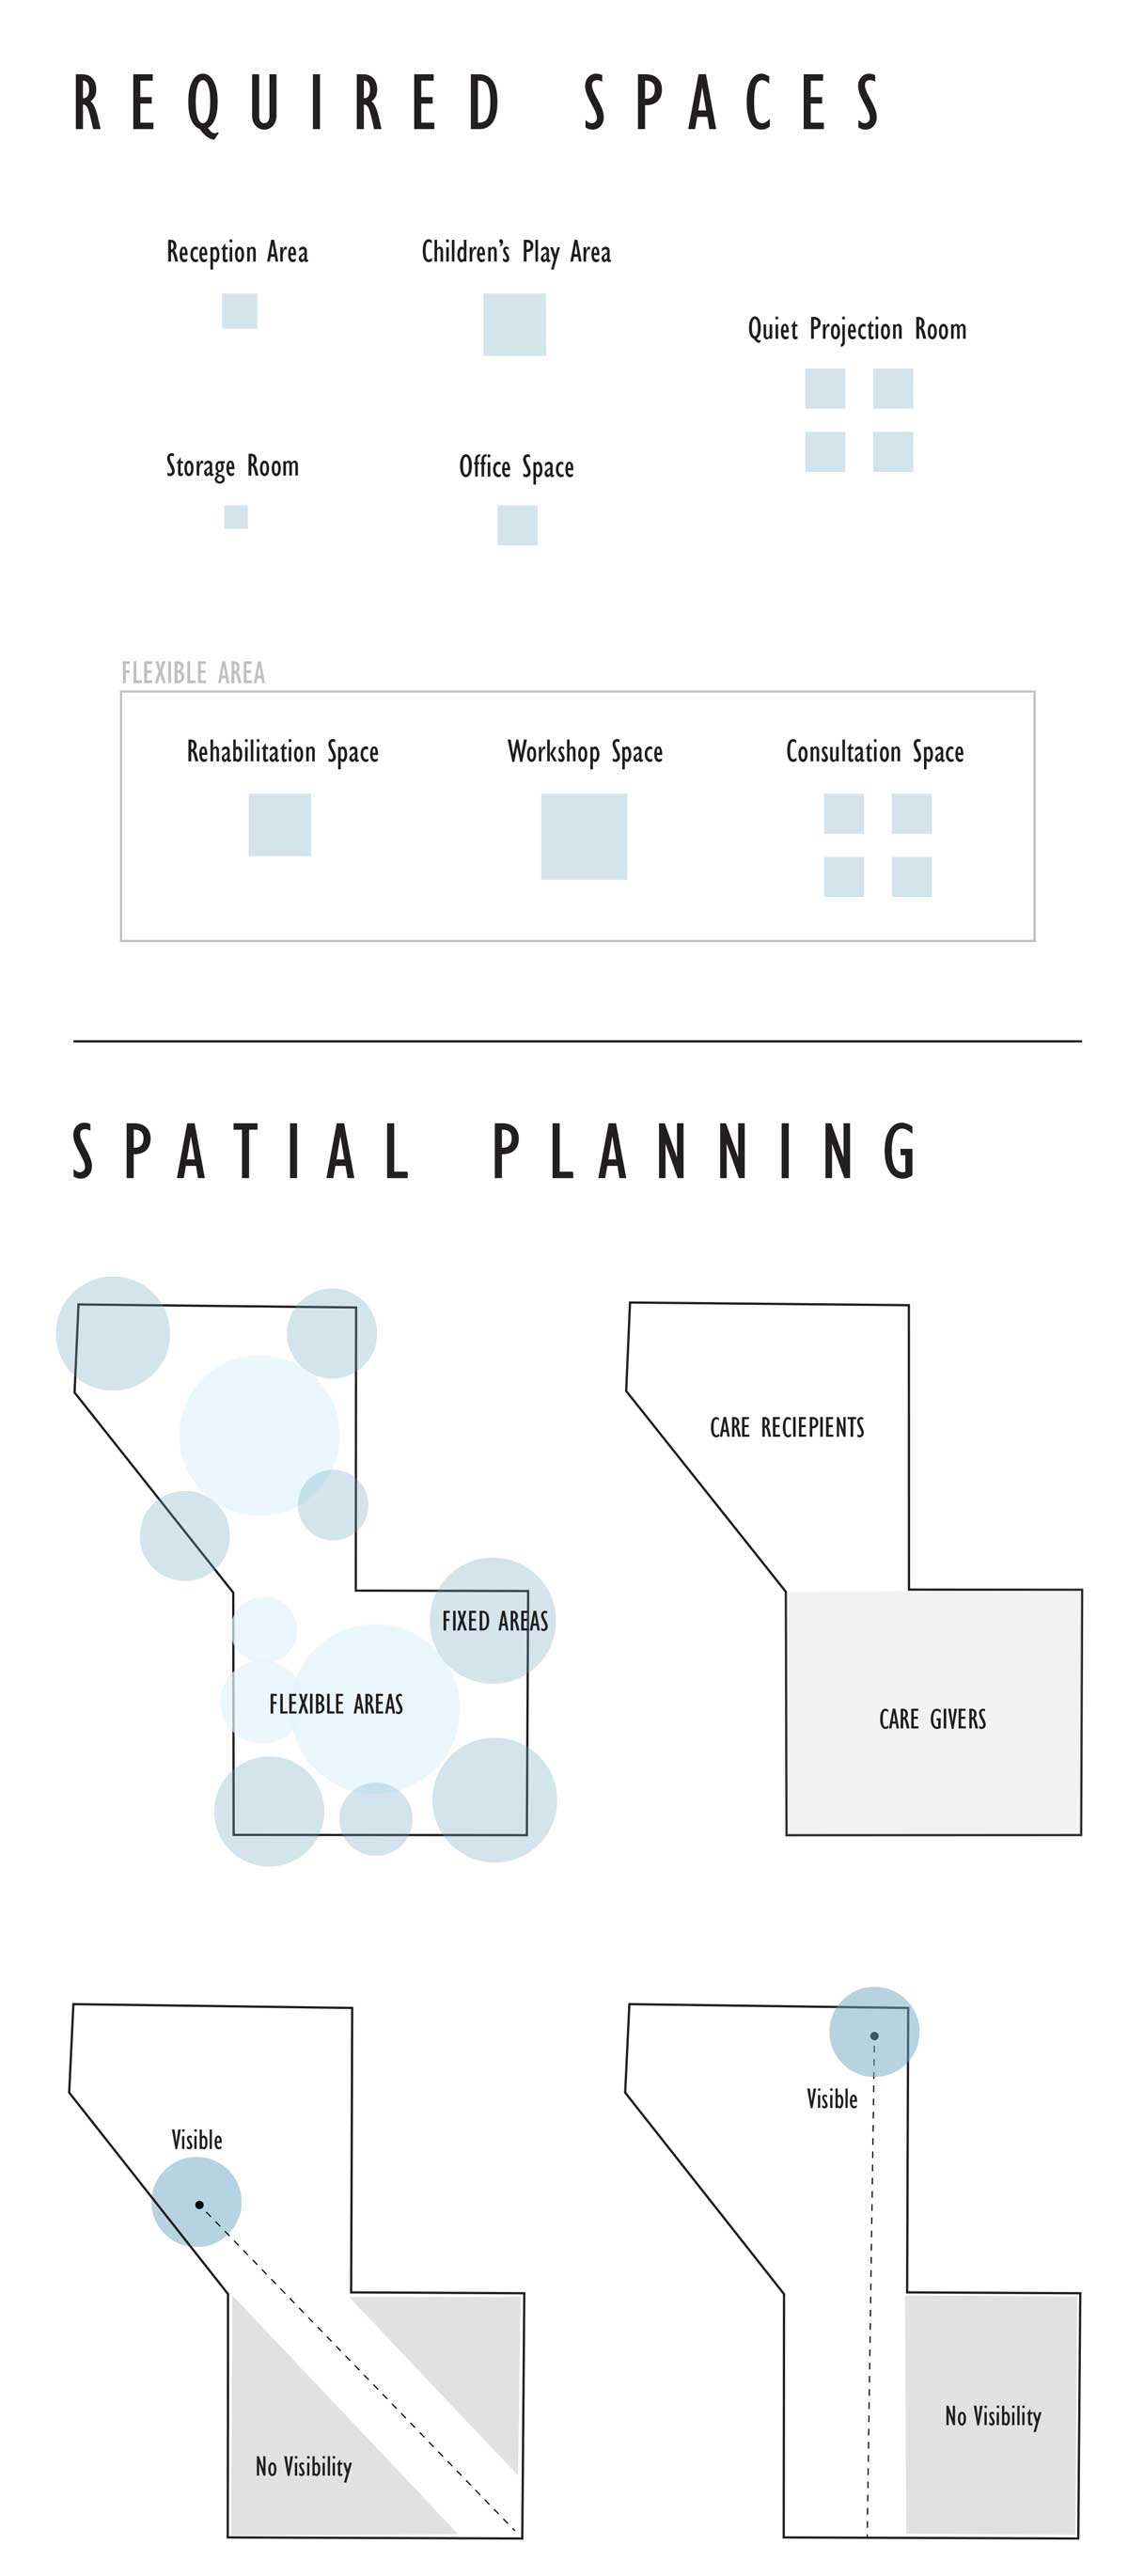 REQUIRED SPACES
Reception Area
Children's Play Area
Quiet Projection Room
Storage Room
Office Space
FLEXIBLE AREA
Rehabilitation Space
Workshop Space
Consultation Space
SPATIAL PLANNING
FIXED AREAS
FLEXIBLE AREAS
CARE RECIEPIENTS
CARE GIVERS
Visible
No Visibility
Visible
No Visibility